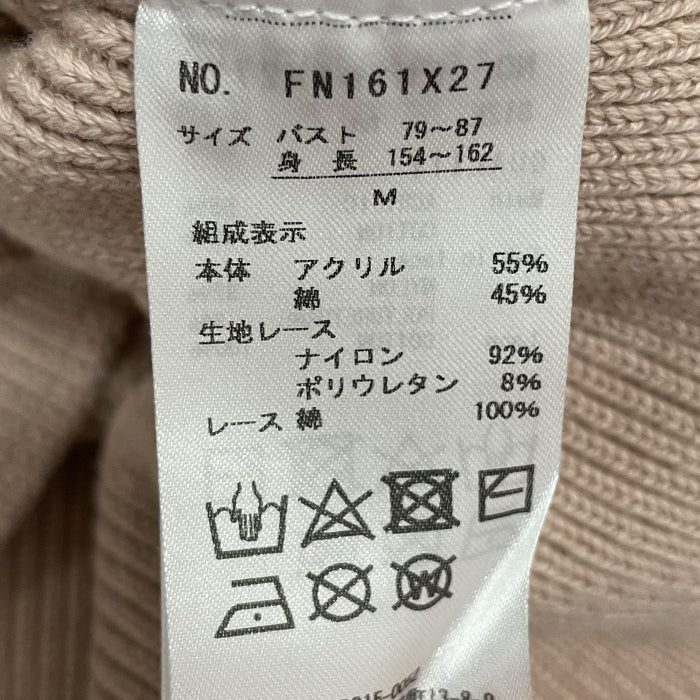 NO. FN161X27
サイズ バスト 79～87
身 長 154～162
M
組成表示
本体 アクリル 55%
綿 45%
生地レース
ナイロン 92%
ポリウレタン 8%
レース 綿 100%
W